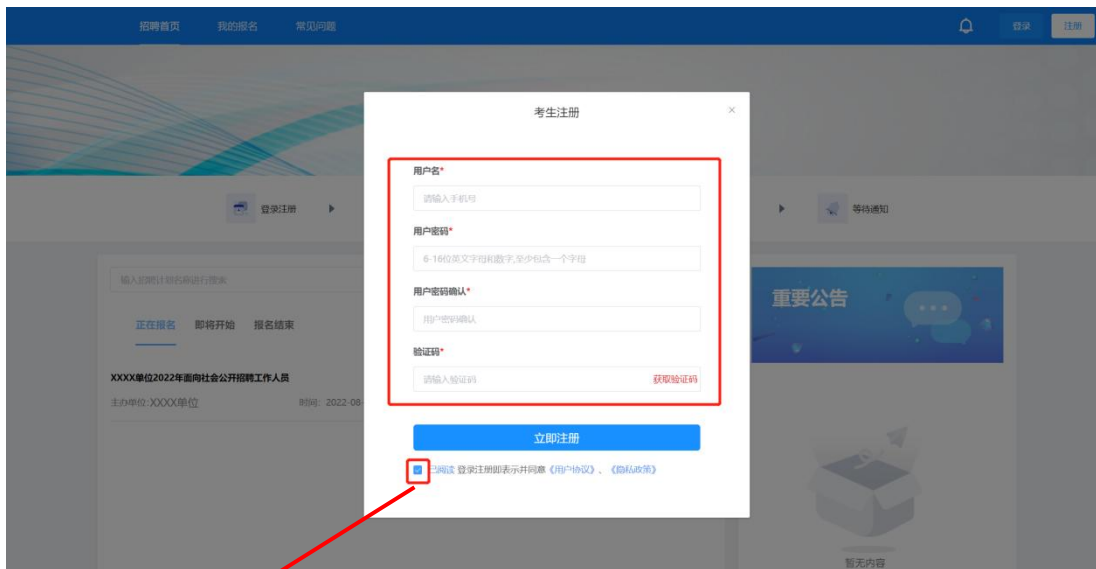 招聘首页 我的报名 常见问题 登录 注册
考生注册
用户名*
请输入手机号
登录注册 等待通知
用户密码*
6-16位英文字母和数字,至少包含一个字母
输入招聘计划名称进行搜索
用户密码确认*
用户密码确认
重要公告
正在报名 即将开始 报名结束
验证码*
请输入验证码 获取验证码
XXXX单位2022年面向社会公开招聘工作人员
主办单位:XXXX单位 时间: 2022-08-
立即注册
已阅读 登录注册即表示并同意《用户协议》、《隐私政策》
暂无内容